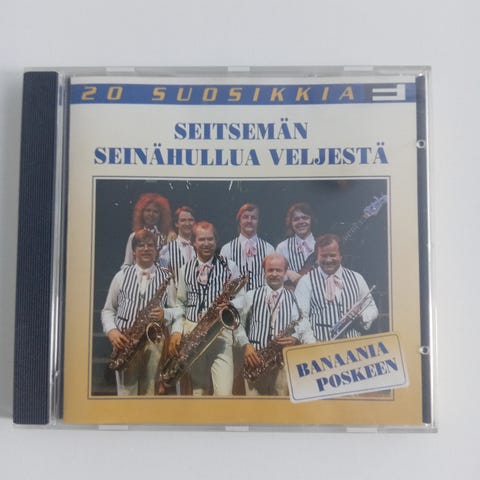 20 SUOSIKKIA
SEITSEMÄN
SEINÄHULLUA VELJESTÄ
BANAANIA
POSKEEN